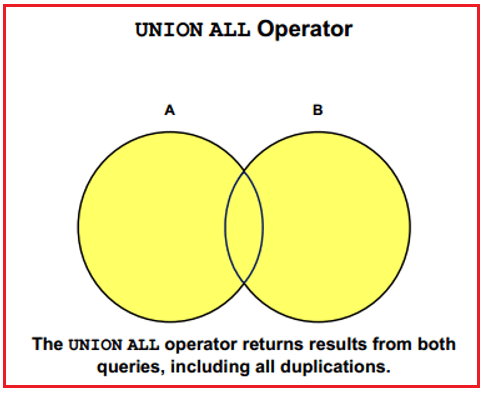 UNION ALL Operator
A
B
The UNION ALL operator returns results from both
queries, including all duplications.